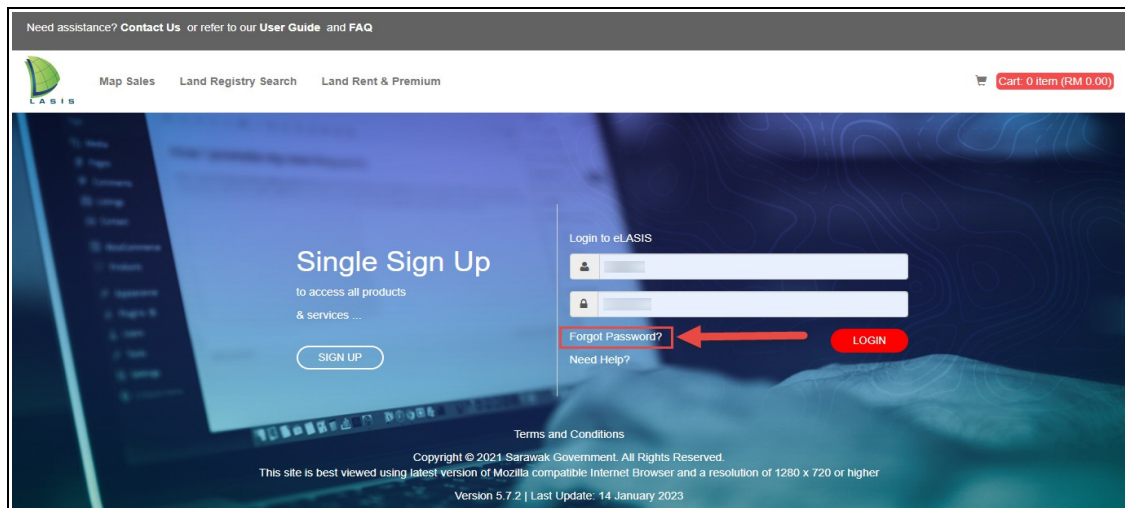 Need assistance? Contact Us or refer to our User Guide and FAQ
LASIS
Map Sales Land Registry Search Land Rent & Premium
Cart: 0 item (RM 0.00)
Single Sign Up
to access all products
& services ...
SIGN UP
Login to eLASIS
Forgot Password?
LOGIN
Need Help?
Terms and Conditions
Copyright © 2021 Sarawak Government. All Rights Reserved.
This site is best viewed using latest version of Mozilla compatible Internet Browser and a resolution of 1280 x 720 or higher
Version 5.7.2 | Last Update: 14 January 2023